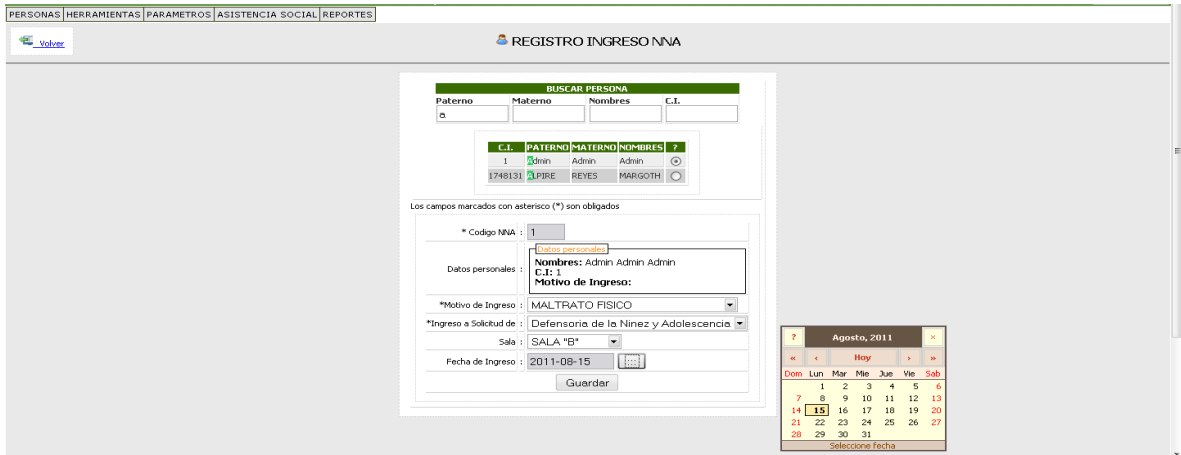 PERSONAS HERRAMIENTAS PARAMETROS ASISTENCIA SOCIAL REPORTES
Volver
REGISTRO INGRESO NNA
BUSCAR PERSONA
Paterno Materno Nombres C.I.
a
C.I. PATERNO MATERNO NOMBRES ?
1 Admin Admin Admin
1748131 ALPIRE REYES MARGOTH
Los campos marcados con asterisco (*) son obligados
* Codigo NNA : 1
Datos personales
Datos personales :
Nombres: Admin Admin Admin
C.I: 1
Motivo de Ingreso:
*Motivo de Ingreso : MALTRATO FISICO
*Ingreso a Solicitud de : Defensoria de la Ninez y Adolescencia
Sala : SALA "B"
Fecha de Ingreso : 2011-08-15
Guardar
? Agosto, 2011 ×
« ‹ Hoy › »
Dom Lun Mar Mie Jue Vie Sab
1 2 3 4 5 6
7 8 9 10 11 12 13
14 15 16 17 18 19 20
21 22 23 24 25 26 27
28 29 30 31
Seleccione fecha